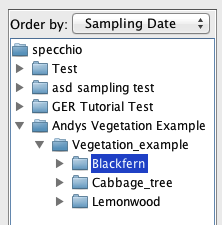 Order by: Sampling Date
specchio
Test
asd sampling test
GER Tutorial Test
Andys Vegetation Example
Vegetation_example
Blackfern
Cabbage_tree
Lemonwood